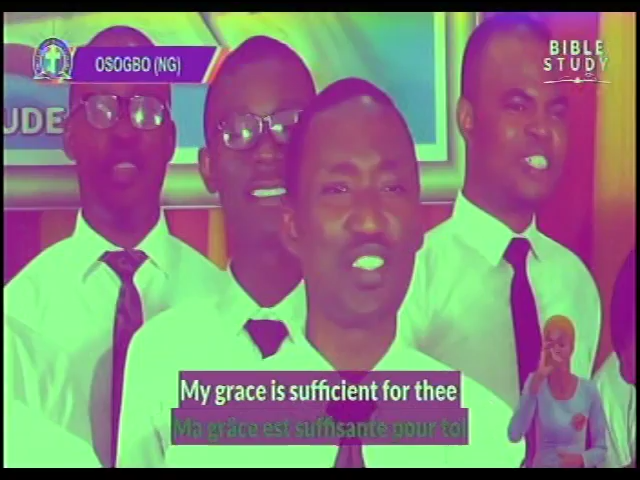 OSOGBO (NG)
BIBLE
STUDY
UDE
My grace is sufficient for thee
Ma grâce est suffisante pour toi